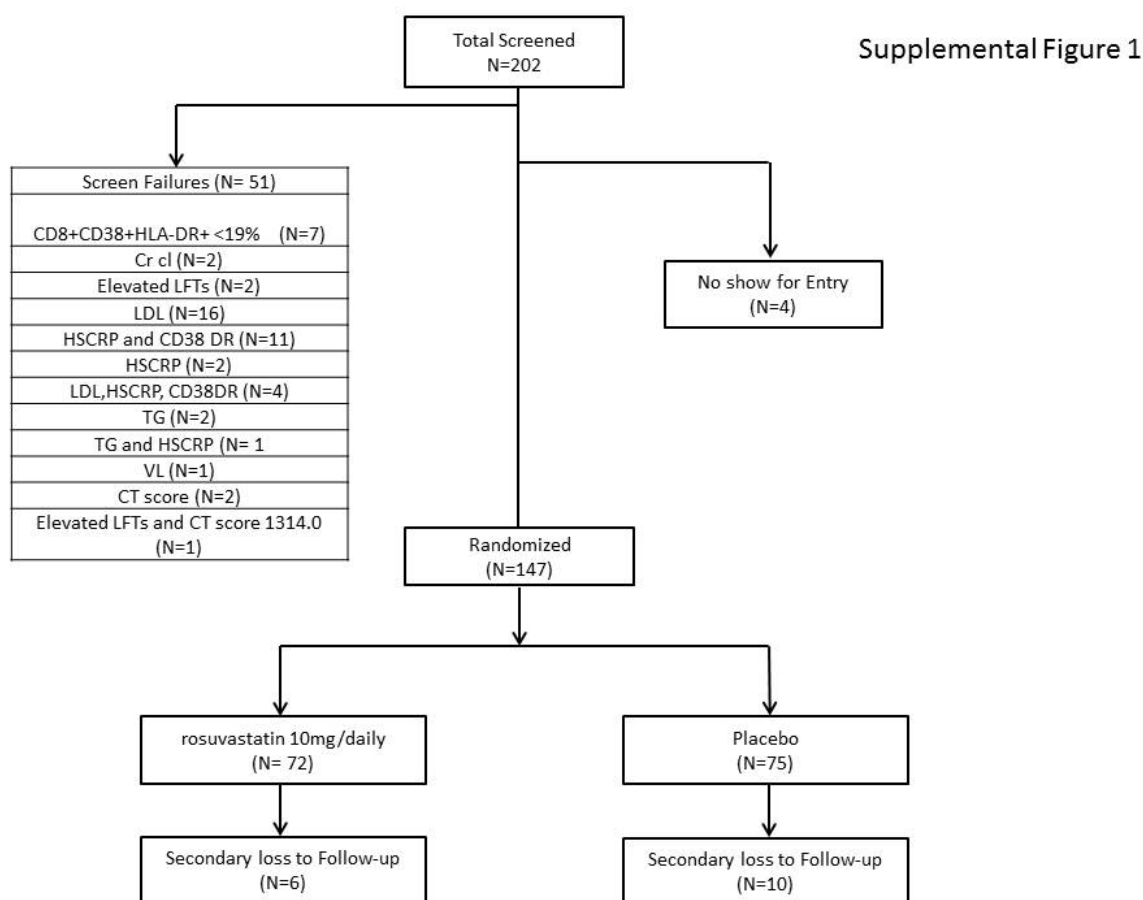 Total Screened
N=202
Supplemental Figure 1
Screen Failures (N= 51)
CD8+CD38+HLA-DR+ <19% (N=7)
Cr cl (N=2)
Elevated LFTs (N=2)
LDL (N=16)
HSCRP and CD38 DR (N=11)
HSCRP (N=2)
LDL,HSCRP, CD38DR (N=4)
TG (N=2)
TG and HSCRP (N= 1
VL (N=1)
CT score (N=2)
Elevated LFTs and CT score 1314.0
(N=1)
No show for Entry
(N=4)
Randomized
(N=147)
rosuvastatin 10mg/daily
(N= 72)
Placebo
(N=75)
Secondary loss to Follow-up
(N=6)
Secondary loss to Follow-up
(N=10)